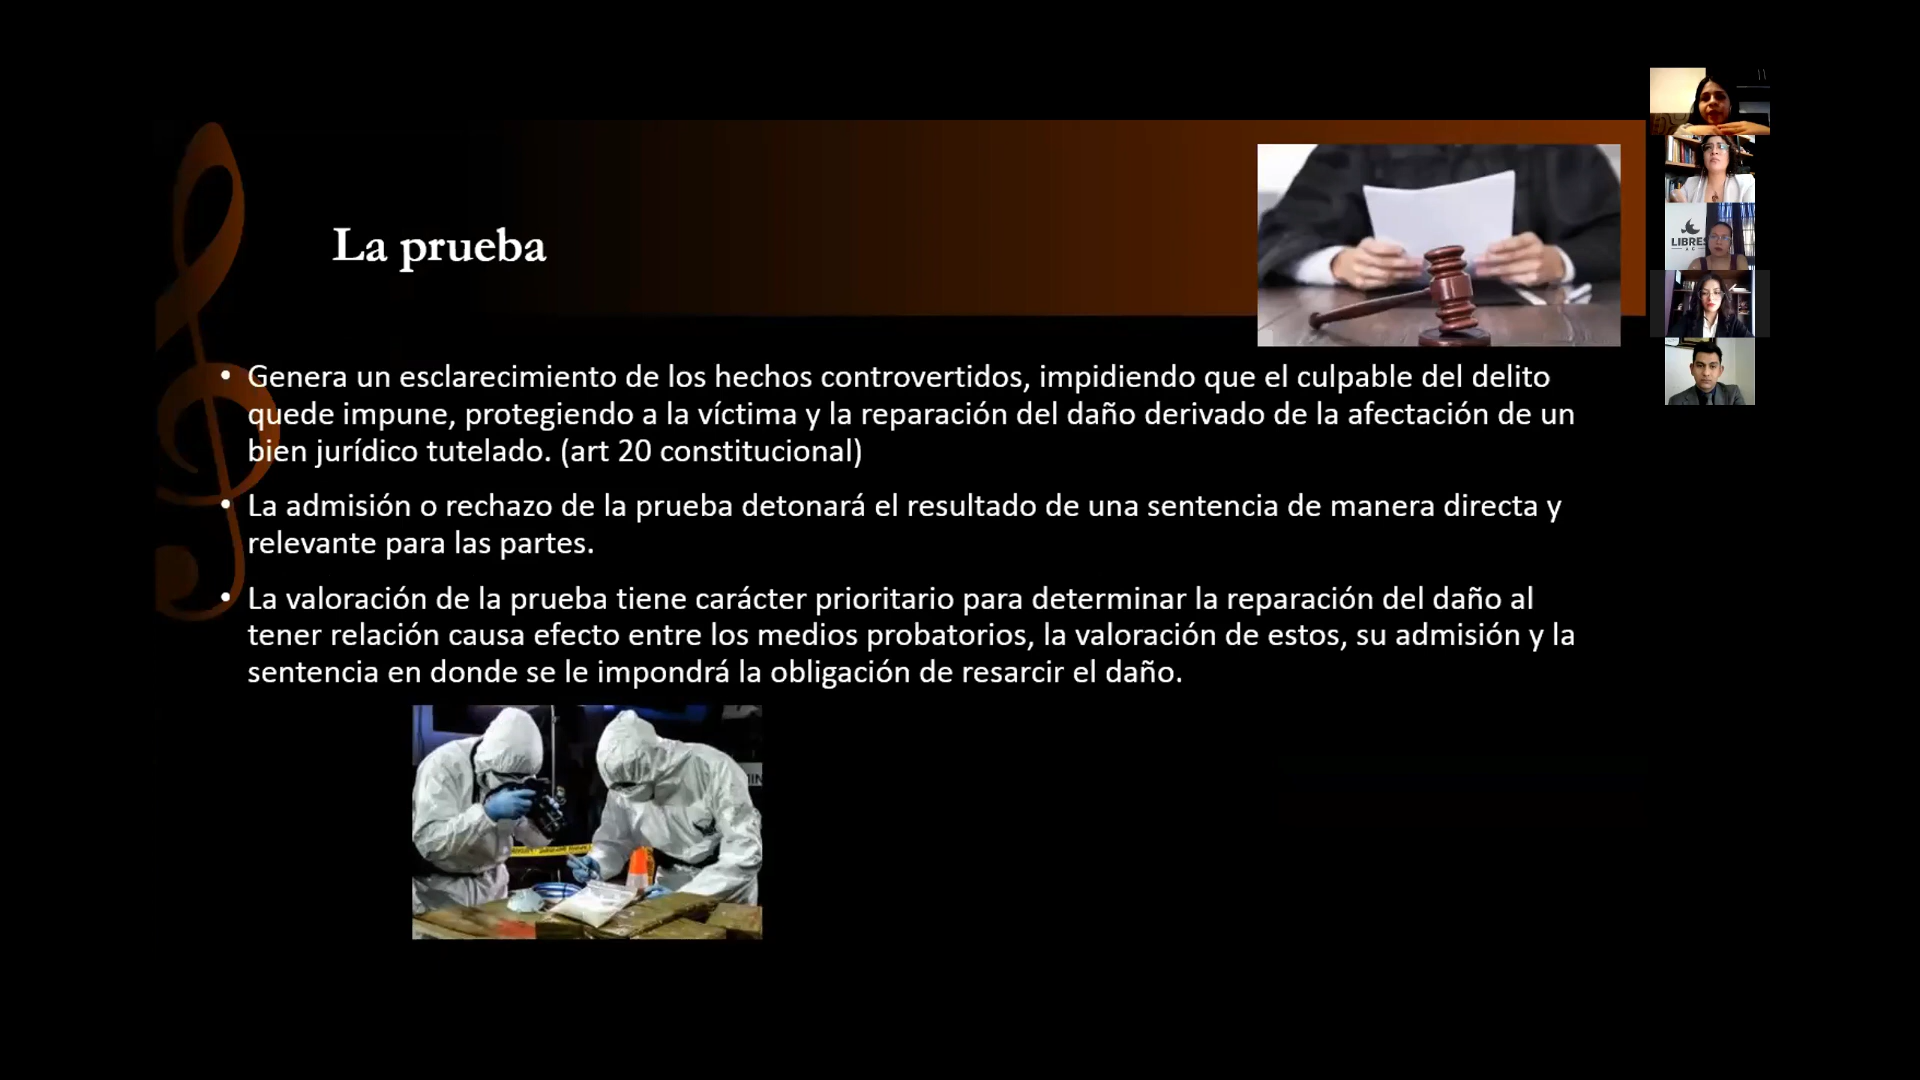 La prueba
• Genera un esclarecimiento de los hechos controvertidos, impidiendo que el culpable del delito
quede impune, protegiendo a la víctima y la reparación del daño derivado de la afectación de un
bien jurídico tutelado. (art 20 constitucional)
• La admisión o rechazo de la prueba detonará el resultado de una sentencia de manera directa y
relevante para las partes.
• La valoración de la prueba tiene carácter prioritario para determinar la reparación del daño al
tener relación causa efecto entre los medios probatorios, la valoración de estos, su admisión y la
sentencia en donde se le impondrá la obligación de resarcir el daño.
LIBRES